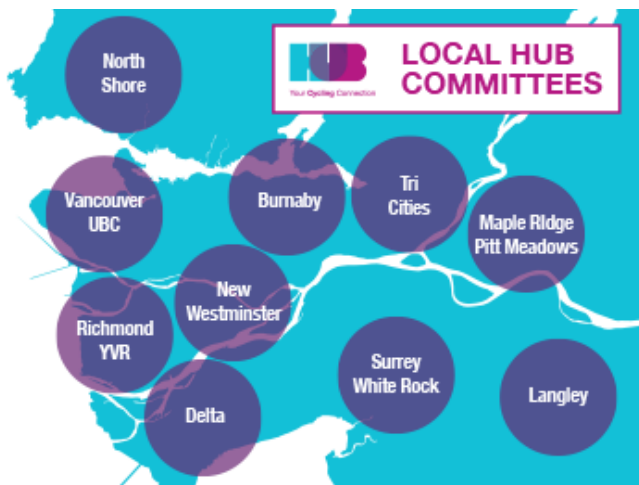 North
Shore
HUB
Your Cycling Connection
LOCAL HUB
COMMITTEES
Vancouver
UBC
Burnaby
Tri
Cities
Maple RIdge
Pitt Meadows
New
Westminster
Richmond
YVR
Surrey
White Rock
Langley
Delta